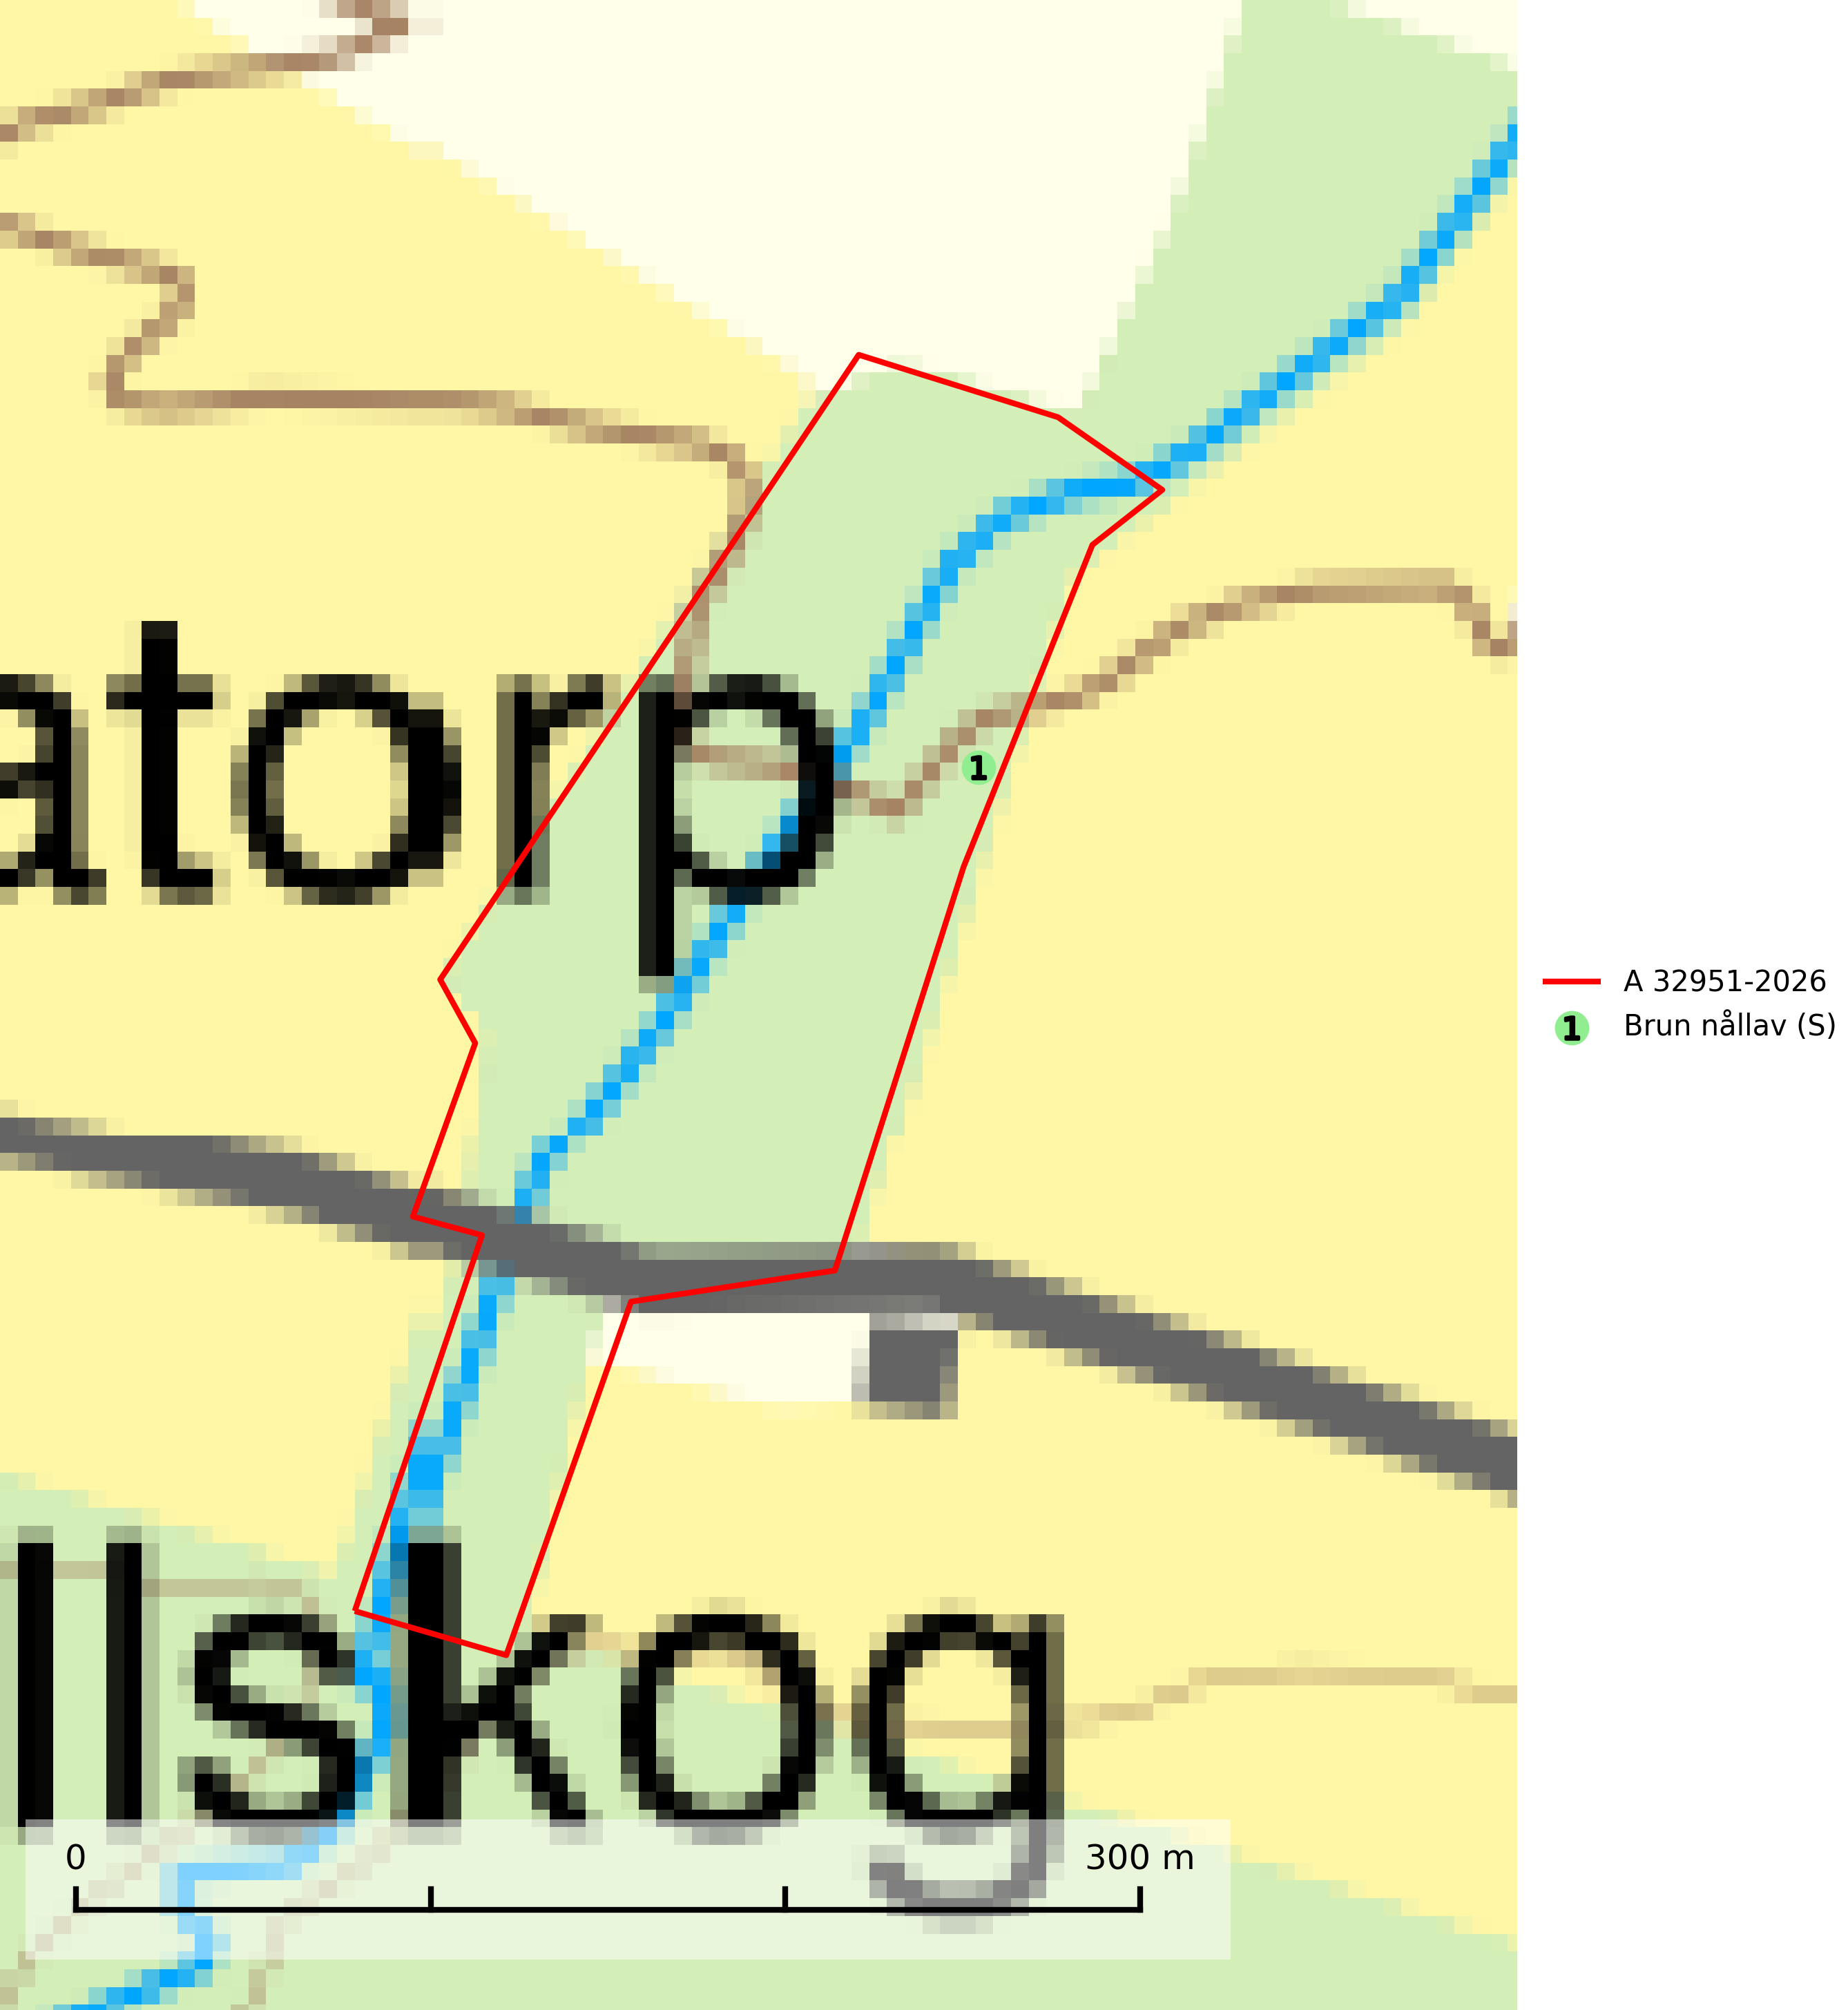 atorp
A 32951-2026
1 Brun nållav (S)
1
llskog
0 300 m